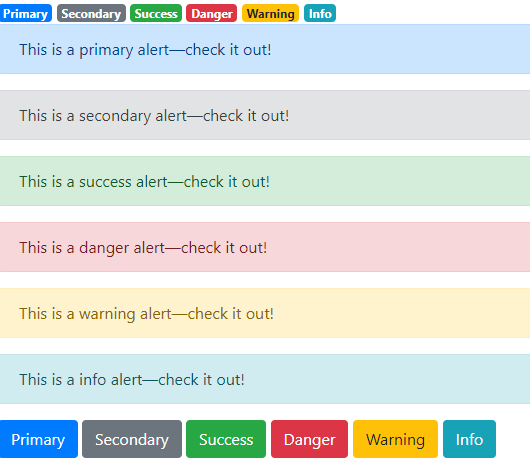 Primary Secondary Success Danger Warning Info
This is a primary alert—check it out!
This is a secondary alert—check it out!
This is a success alert—check it out!
This is a danger alert—check it out!
This is a warning alert—check it out!
This is a info alert—check it out!
Primary Secondary Success Danger Warning Info